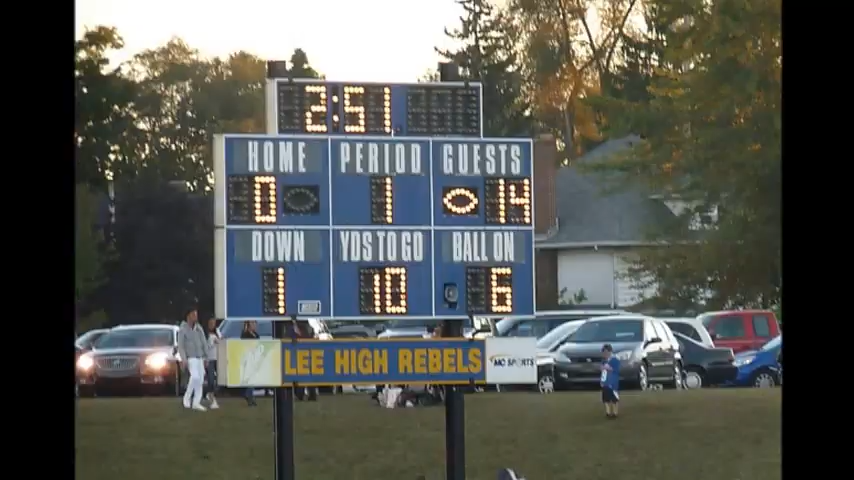 2:51
HOME PERIOD GUESTS
0 1 14
DOWN YDS TO GO BALL ON
1 10 6
LEE HIGH REBELS
MC SPORTS